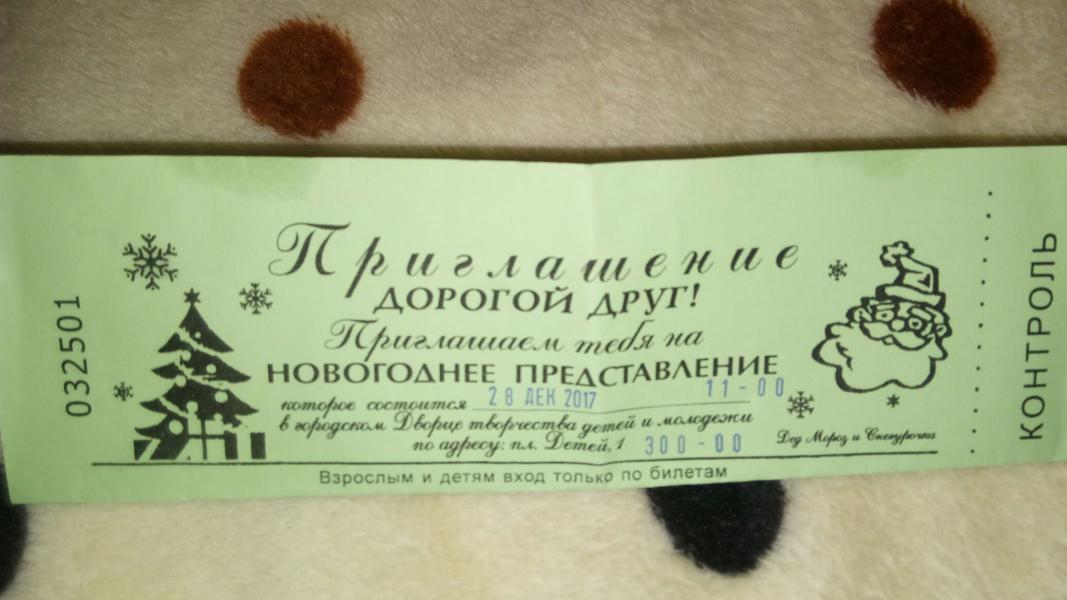 032501
Приглашение
ДОРОГОЙ ДРУГ!
Приглашаем тебя на
НОВОГОДНЕЕ ПРЕДСТАВЛЕНИЕ
которое состоится 28 ДЕК 2017 11-00
в городском Дворце творчества детей и молодежи
по адресу: пл. Детей, 1 300-00
Дед Мороз и Снегурочка
Взрослым и детям вход только по билетам
КОНТРОЛЬ